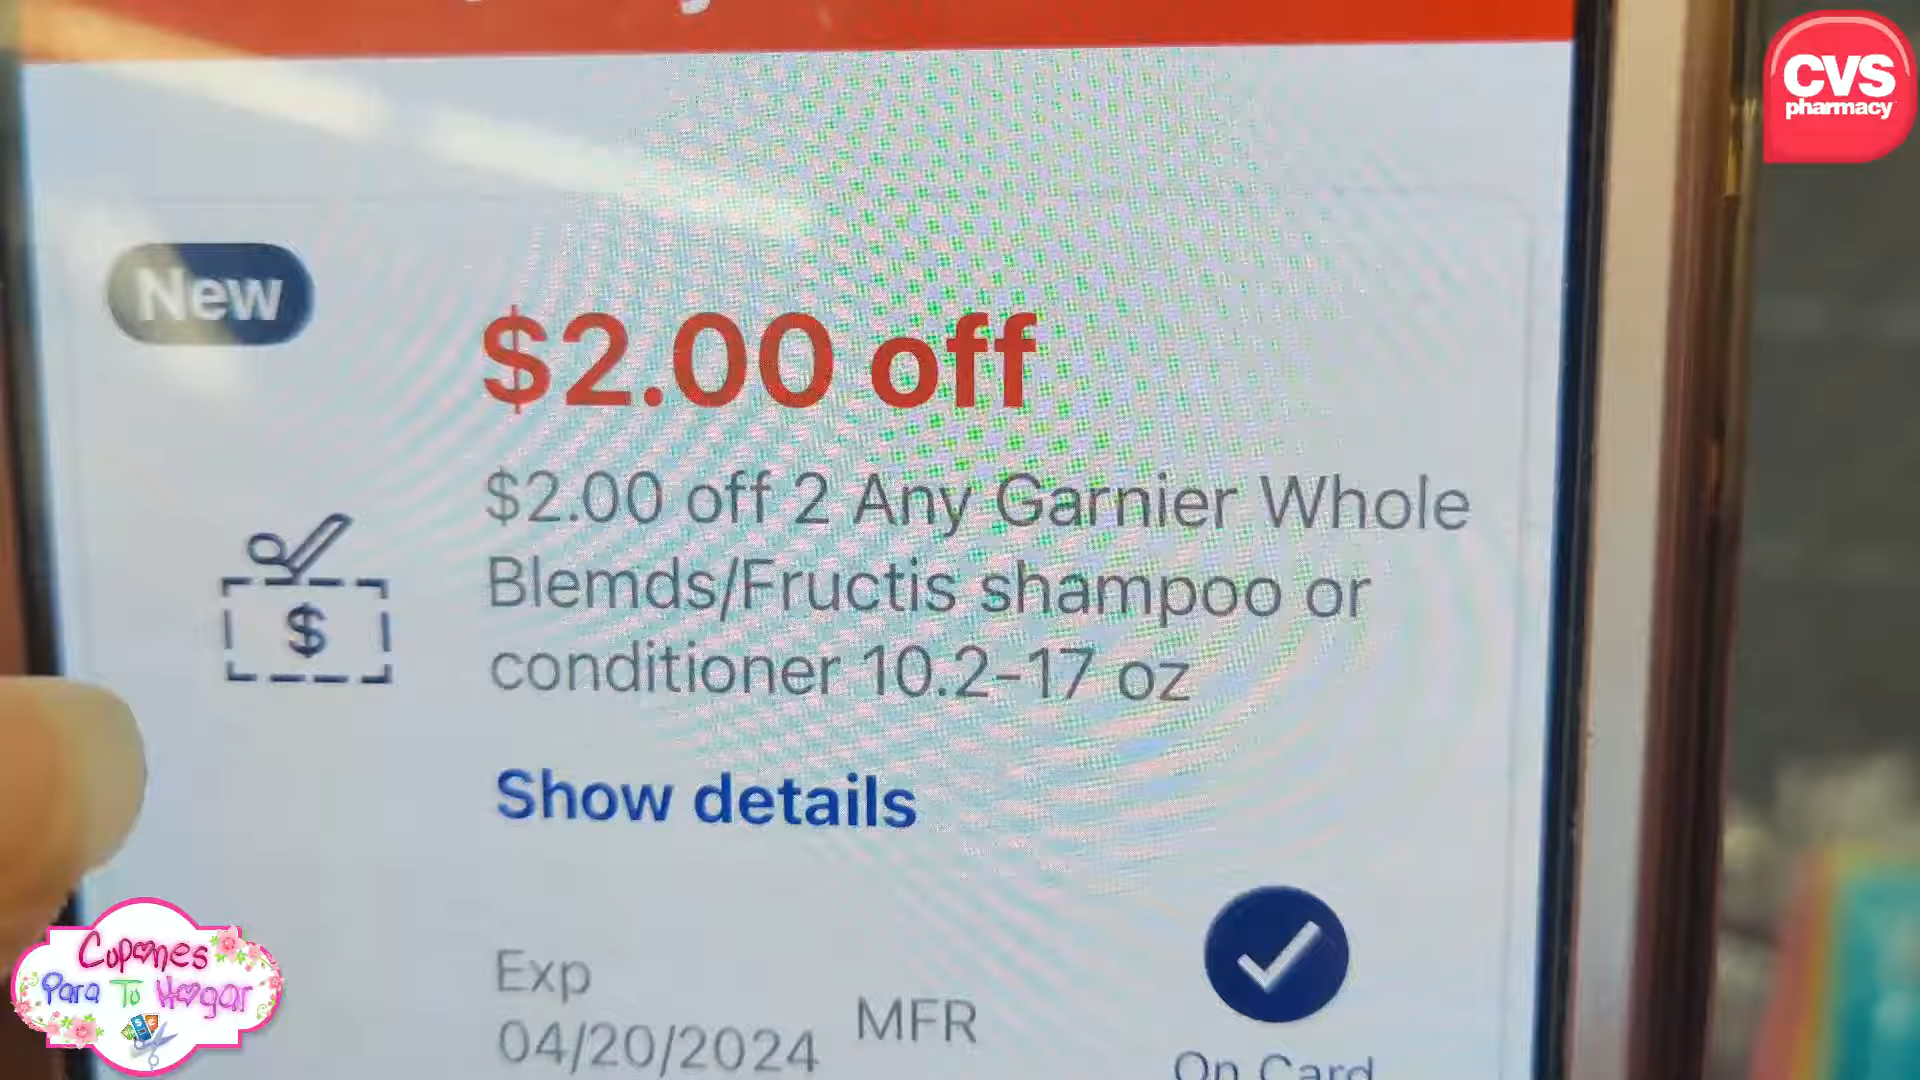 CVS
pharmacy
New
$2.00 off
$2.00 off 2 Any Garnier Whole
Blemds/Fructis shampoo or
conditioner 10.2-17 oz
$
Show details
Exp
04/20/2024
MFR
On Card
Cupones
Para Tu Hogar